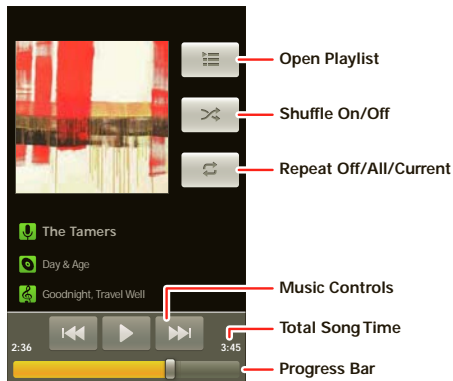 Open Playlist
Shuffle On/Off
Repeat Off/All/Current
The Tamers
Day & Age
Goodnight, Travel Well
Music Controls
Total Song Time
2:36
3:45
Progress Bar